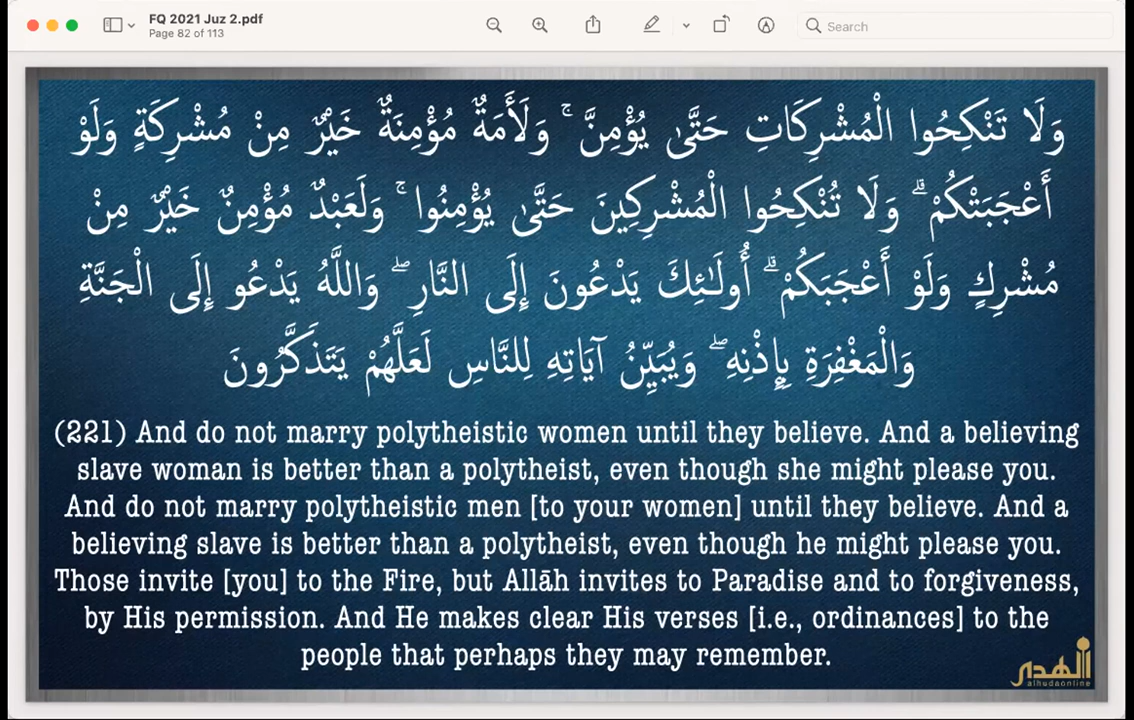 FQ 2021 Juz 2.pdf
Page 82 of 113
Search
وَلَا تَنْكِحُوا الْمُشْرِكَاتِ حَتَّىٰ يُؤْمِنَّ ۚ وَلَأَمَةٌ مُؤْمِنَةٌ خَيْرٌ مِنْ مُشْرِكَةٍ وَلَوْ
أَعْجَبَتْكُمْ ۗ وَلَا تُنْكِحُوا الْمُشْرِكِينَ حَتَّىٰ يُؤْمِنُوا ۚ وَلَعَبْدٌ مُؤْمِنٌ خَيْرٌ مِنْ
مُشْرِكٍ وَلَوْ أَعْجَبَكُمْ ۗ أُولَٰئِكَ يَدْعُونَ إِلَى النَّارِ ۖ وَاللَّهُ يَدْعُو إِلَى الْجَنَّةِ
وَالْمَغْفِرَةِ بِإِذْنِهِ ۖ وَيُبَيِّنُ آيَاتِهِ لِلنَّاسِ لَعَلَّهُمْ يَتَذَكَّرُونَ
(221) And do not marry polytheistic women until they believe. And a believing
slave woman is better than a polytheist, even though she might please you.
And do not marry polytheistic men [to your women] until they believe. And a
believing slave is better than a polytheist, even though he might please you.
Those invite [you] to the Fire, but Allāh invites to Paradise and to forgiveness,
by His permission. And He makes clear His verses [i.e., ordinances] to the
people that perhaps they may remember.
الهدى
alhudaonline